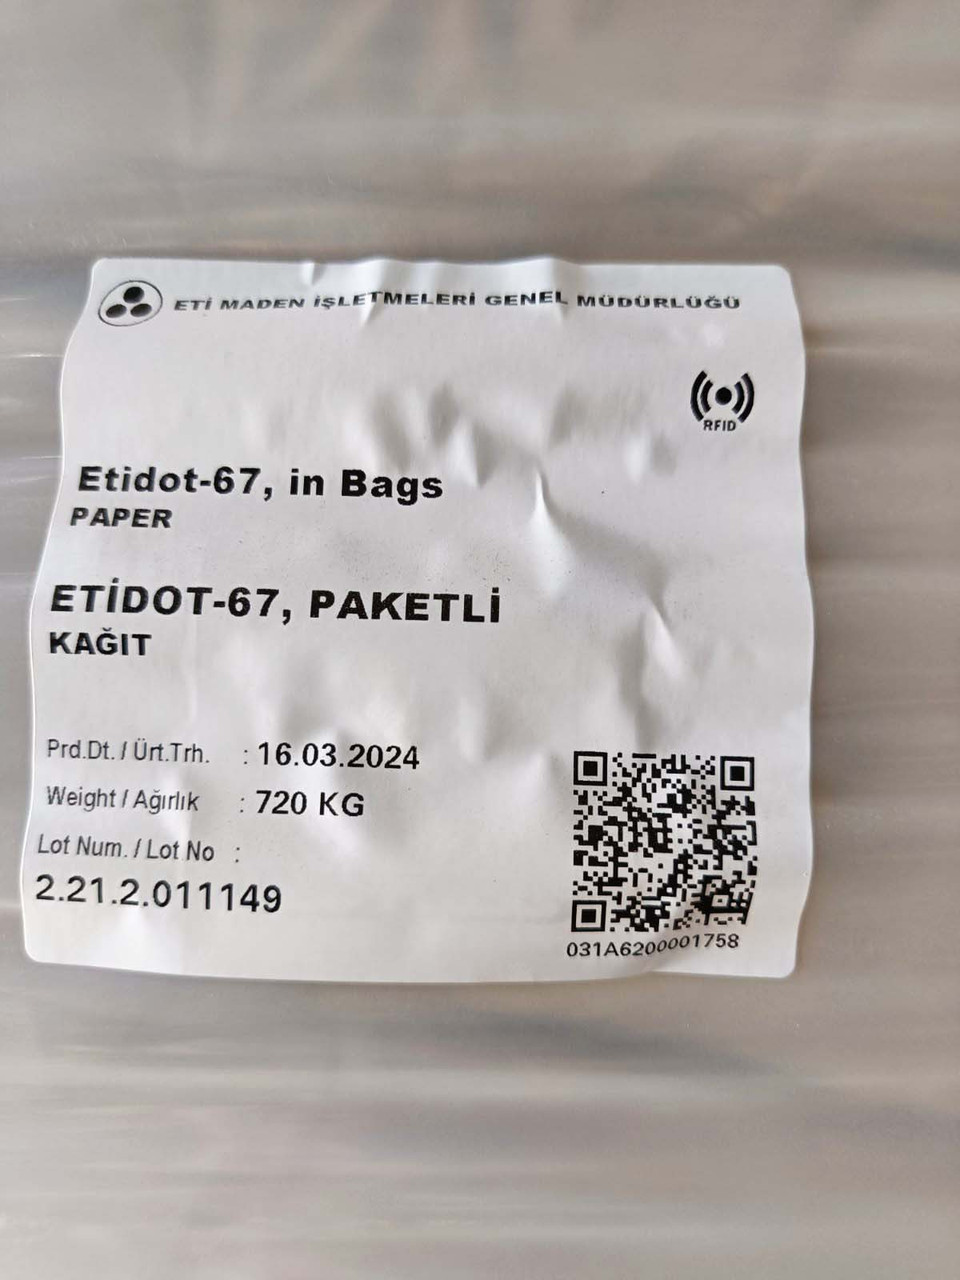 ETİ MADEN İŞLETMELERİ GENEL MÜDÜRLÜĞÜ
RFID
Etidot-67, in Bags
PAPER
ETİDOT-67, PAKETLİ
KAĞIT
Prd.Dt. / Ürt.Trh. : 16.03.2024
Weight / Ağırlık : 720 KG
Lot Num. / Lot No :
2.21.2.011149
031A6200001758